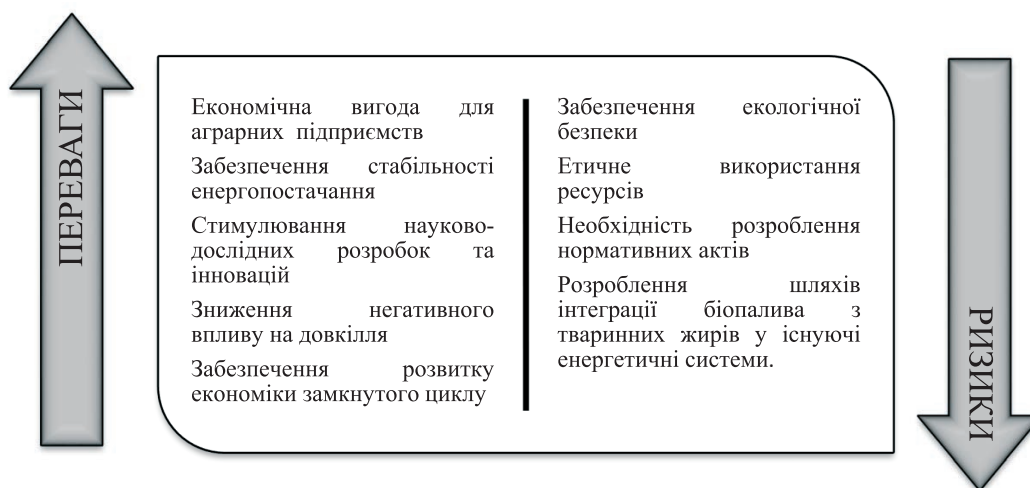 ПЕРЕВАГИ
Економічна вигода для
аграрних підприємств
Забезпечення стабільності
енергопостачання
Стимулювання науково-
дослідних розробок та
інновацій
Зниження негативного
впливу на довкілля
Забезпечення розвитку
економіки замкнутого циклу
Забезпечення екологічної
безпеки
Етичне використання
ресурсів
Необхідність розроблення
нормативних актів
Розроблення шляхів
інтеграції біопалива з
тваринних жирів у існуючі
енергетичні системи.
РИЗИКИ